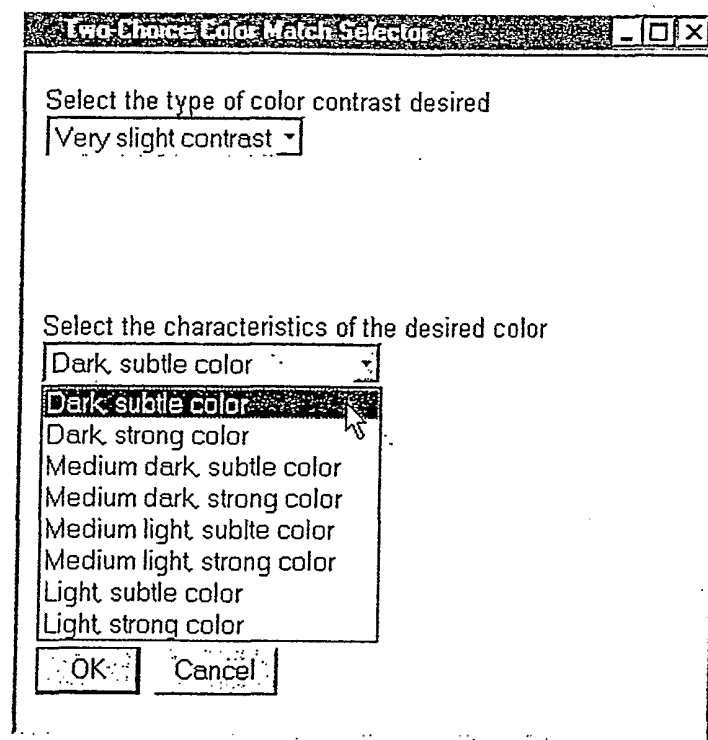 Two-Choice Color Match Selector
Select the type of color contrast desired
Very slight contrast
Select the characteristics of the desired color
Dark, subtle color
Dark, subtle color
Dark, strong color
Medium dark, subtle color
Medium dark, strong color
Medium light, sublte color
Medium light, strong color
Light, subtle color
Light, strong color
OK Cancel